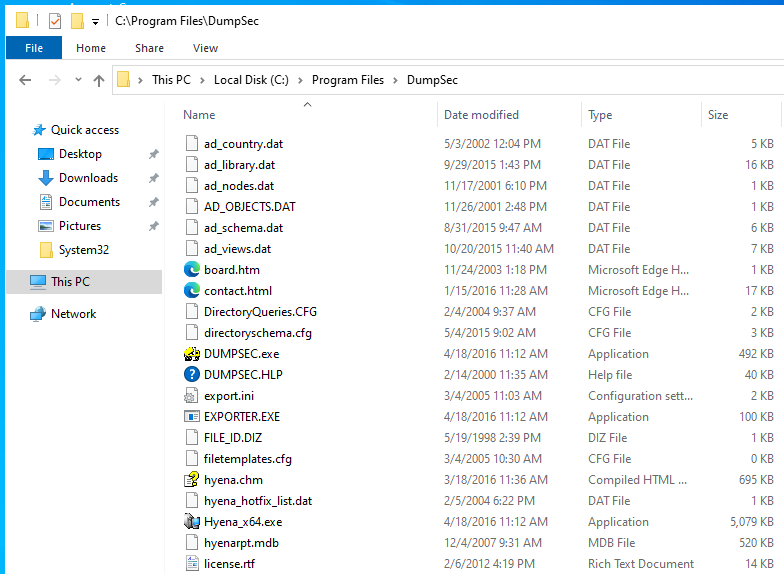 C:\Program Files\DumpSec
File Home Share View
This PC Local Disk (C:) Program Files DumpSec
Name Date modified Type Size
Quick access
Desktop
Downloads
Documents
Pictures
System32
This PC
Network
ad_country.dat 5/3/2002 12:04 PM DAT File 5 KB
ad_library.dat 9/29/2015 1:43 PM DAT File 16 KB
ad_nodes.dat 11/17/2001 6:10 PM DAT File 1 KB
AD_OBJECTS.DAT 11/26/2001 2:48 PM DAT File 1 KB
ad_schema.dat 8/31/2015 9:47 AM DAT File 6 KB
ad_views.dat 10/20/2015 11:40 AM DAT File 7 KB
board.htm 11/24/2003 1:18 PM Microsoft Edge H... 1 KB
contact.html 1/15/2016 11:28 AM Microsoft Edge H... 17 KB
DirectoryQueries.CFG 2/4/2004 9:37 AM CFG File 2 KB
directoryschema.cfg 5/4/2015 9:02 AM CFG File 3 KB
DUMPSEC.exe 4/18/2016 11:12 AM Application 492 KB
DUMPSEC.HLP 2/14/2000 11:35 AM Help file 40 KB
export.ini 3/4/2005 11:03 AM Configuration sett... 2 KB
EXPORTER.EXE 4/18/2016 11:12 AM Application 100 KB
FILE_ID.DIZ 5/19/1998 2:39 PM DIZ File 1 KB
filetemplates.cfg 3/4/2005 10:30 AM CFG File 0 KB
hyena.chm 3/18/2016 11:36 AM Compiled HTML ... 695 KB
hyena_hotfix_list.dat 2/5/2004 6:22 PM DAT File 1 KB
Hyena_x64.exe 4/18/2016 11:12 AM Application 5,079 KB
hyenarpt.mdb 12/4/2007 9:31 AM MDB File 520 KB
license.rtf 2/6/2012 4:19 PM Rich Text Document 14 KB